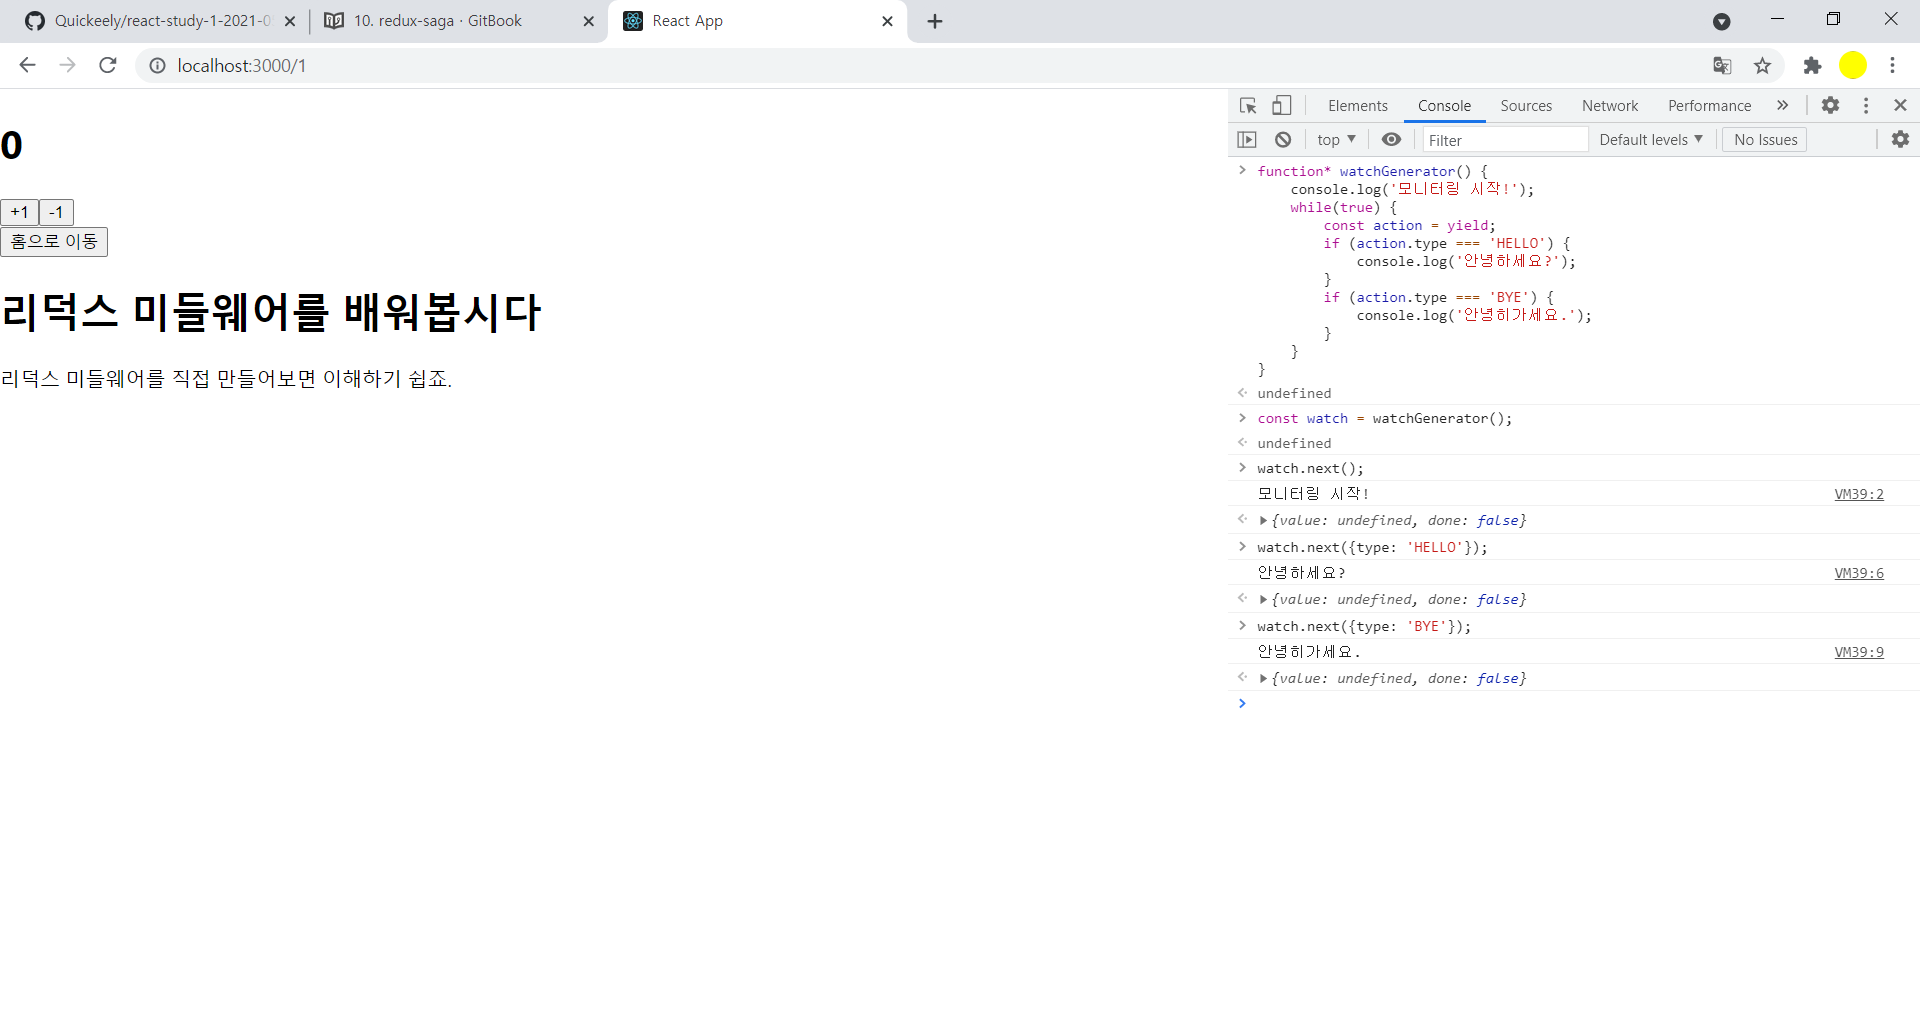 Quickeely/react-study-1-2021-0
10. redux-saga · GitBook
React App
localhost:3000/1
0
+1 -1
홈으로 이동
리덕스 미들웨어를 배워봅시다
리덕스 미들웨어를 직접 만들어보면 이해하기 쉽죠.
Elements Console Sources Network Performance
top Filter Default levels No Issues
function* watchGenerator() {
    console.log('모니터링 시작!');
    while(true) {
        const action = yield;
        if (action.type === 'HELLO') {
            console.log('안녕하세요?');
        }
        if (action.type === 'BYE') {
            console.log('안녕히가세요.');
        }
    }
}
undefined
const watch = watchGenerator();
undefined
watch.next();
모니터링 시작! VM39:2
{value: undefined, done: false}
watch.next({type: 'HELLO'});
안녕하세요? VM39:6
{value: undefined, done: false}
watch.next({type: 'BYE'});
안녕히가세요. VM39:9
{value: undefined, done: false}